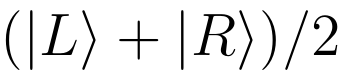 (|L⟩ + |R⟩)/2